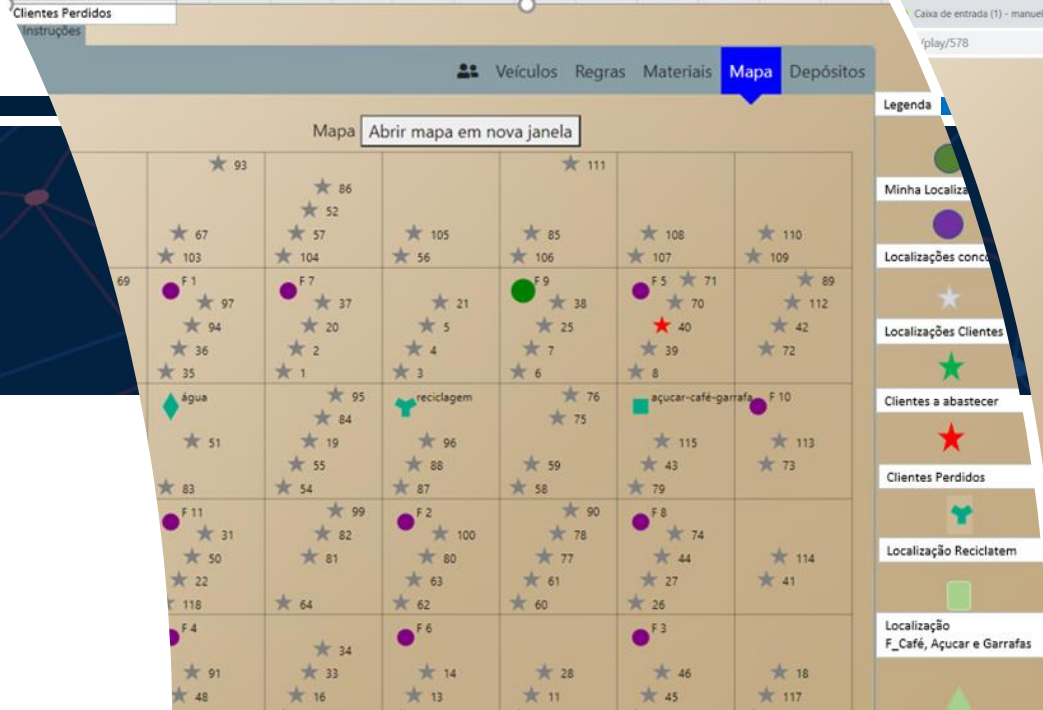 Clientes Perdidos
Instruções
Caixa de entrada (1) - manuel
/play/578
Veículos Regras Materiais Mapa Depósitos
Legenda
Mapa Abrir mapa em nova janela
93 111
86
52
67 57 105 85 108 110
103 104 56 106 107 109
Minha Localiza
Localizações conc
69 F 1 F 7 F 9 F 5 71 89
97 37 21 38 70 112
94 20 5 25 40 42
36 2 4 7 39 72
35 1 3 6 8
Localizações Clientes
Clientes a abastecer
água 95 reciclagem 76 açucar-café-garrafa F 10
84 75
51 19 96 115 113
55 88 59 43 73
83 54 87 58 79
Clientes Perdidos
F 11 99 F 2 90 F 8
31 82 100 78 74
50 81 80 77 44 114
22 63 61 27 41
118 64 62 60 26
Localização Reciclatem
F 4 F 6 F 3
34
91 33 14 28 46 18
48 16 13 11 45 117
Localização
F_Café, Açucar e Garrafas